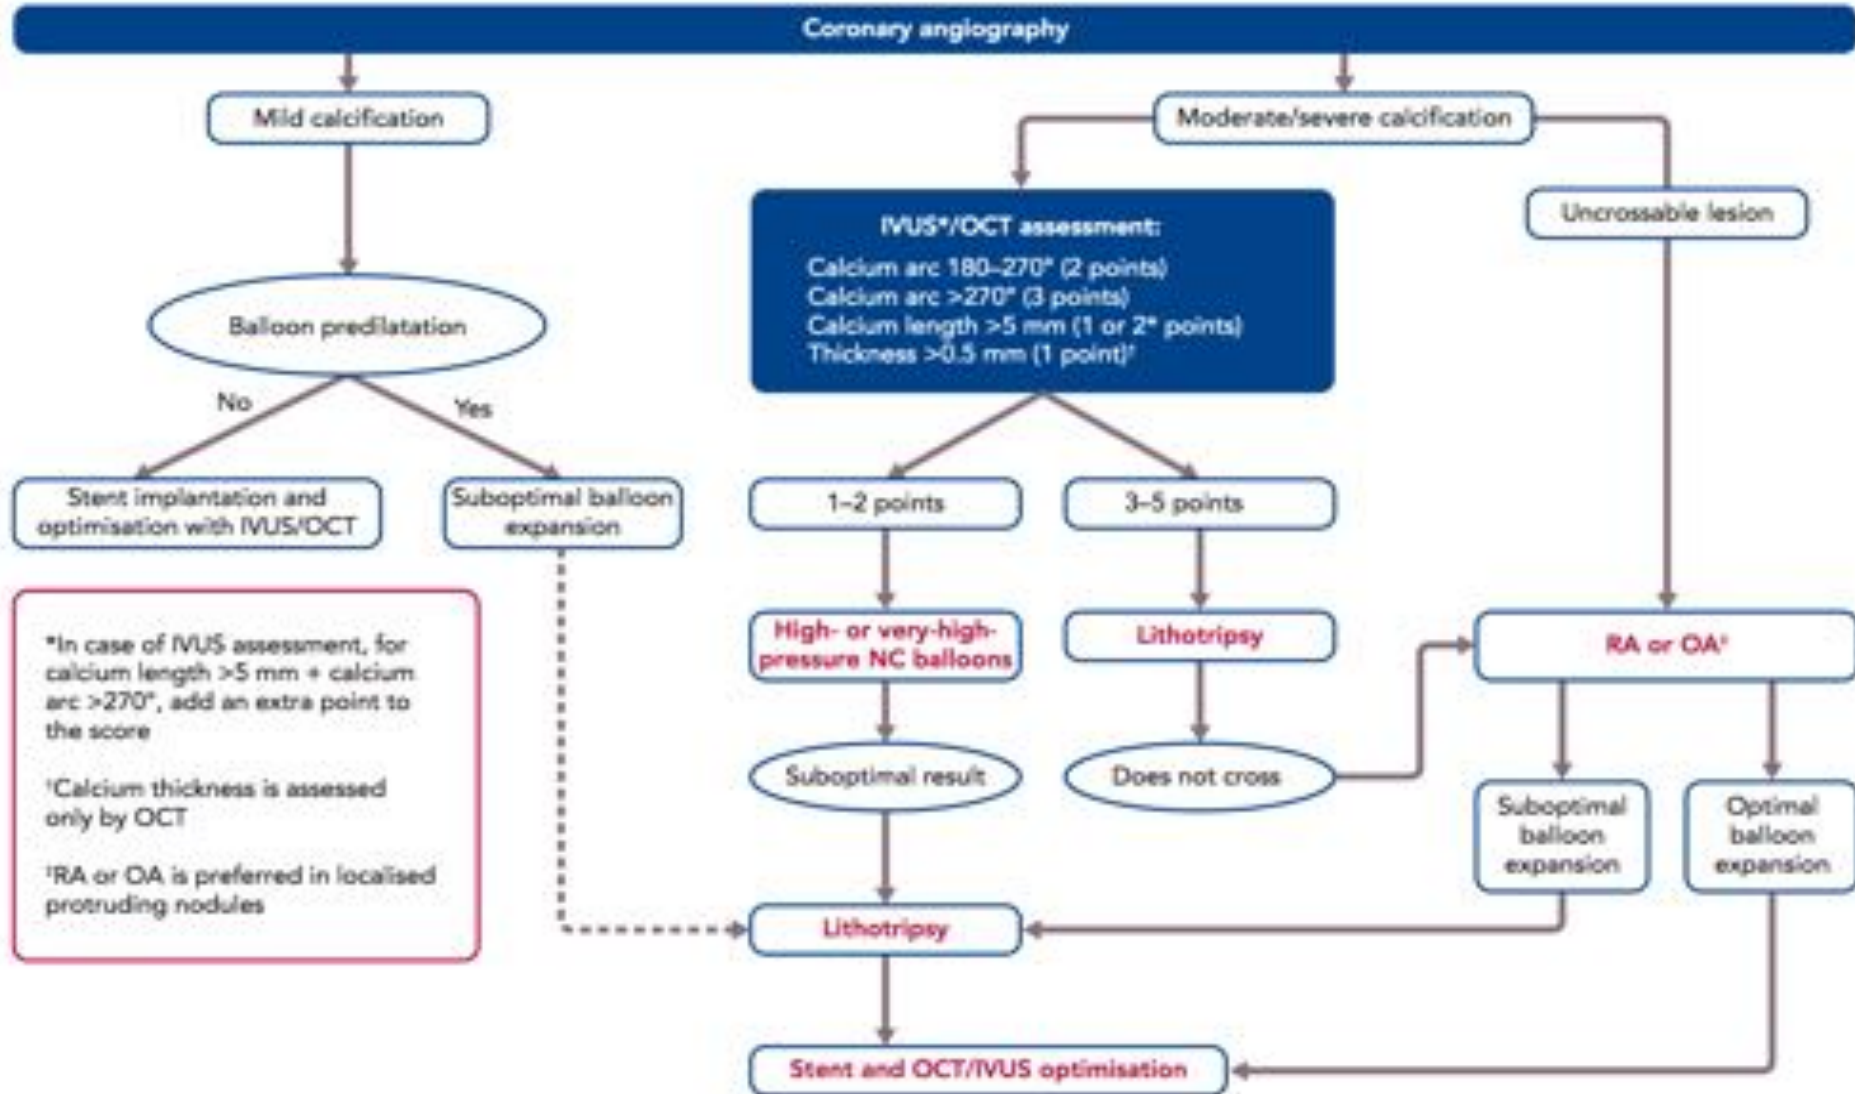 Coronary angiography
Mild calcification
Moderate/severe calcification
Uncrossable lesion
IVUS*/OCT assessment:
Calcium arc 180–270° (2 points)
Calcium arc >270° (3 points)
Calcium length >5 mm (1 or 2* points)
Thickness >0.5 mm (1 point)†
Balloon predilatation
No
Yes
Stent implantation and
optimisation with IVUS/OCT
Suboptimal balloon
expansion
1–2 points
3–5 points
High- or very-high-
pressure NC balloons
Lithotripsy
RA or OA‡
Suboptimal result
Does not cross
Suboptimal
balloon
expansion
Optimal
balloon
expansion
Lithotripsy
Stent and OCT/IVUS optimisation
*In case of IVUS assessment, for
calcium length >5 mm + calcium
arc >270°, add an extra point to
the score
†Calcium thickness is assessed
only by OCT
‡RA or OA is preferred in localised
protruding nodules